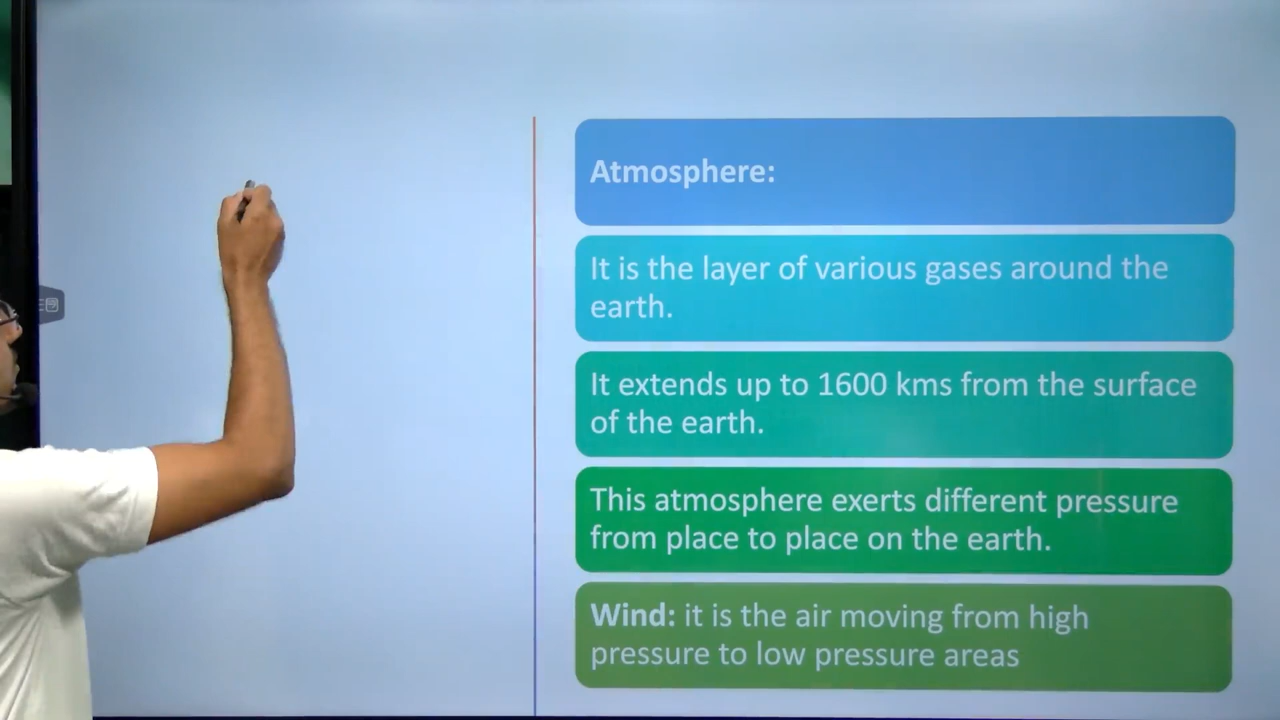 Atmosphere:
It is the layer of various gases around the
earth.
It extends up to 1600 kms from the surface
of the earth.
This atmosphere exerts different pressure
from place to place on the earth.
Wind: it is the air moving from high
pressure to low pressure areas